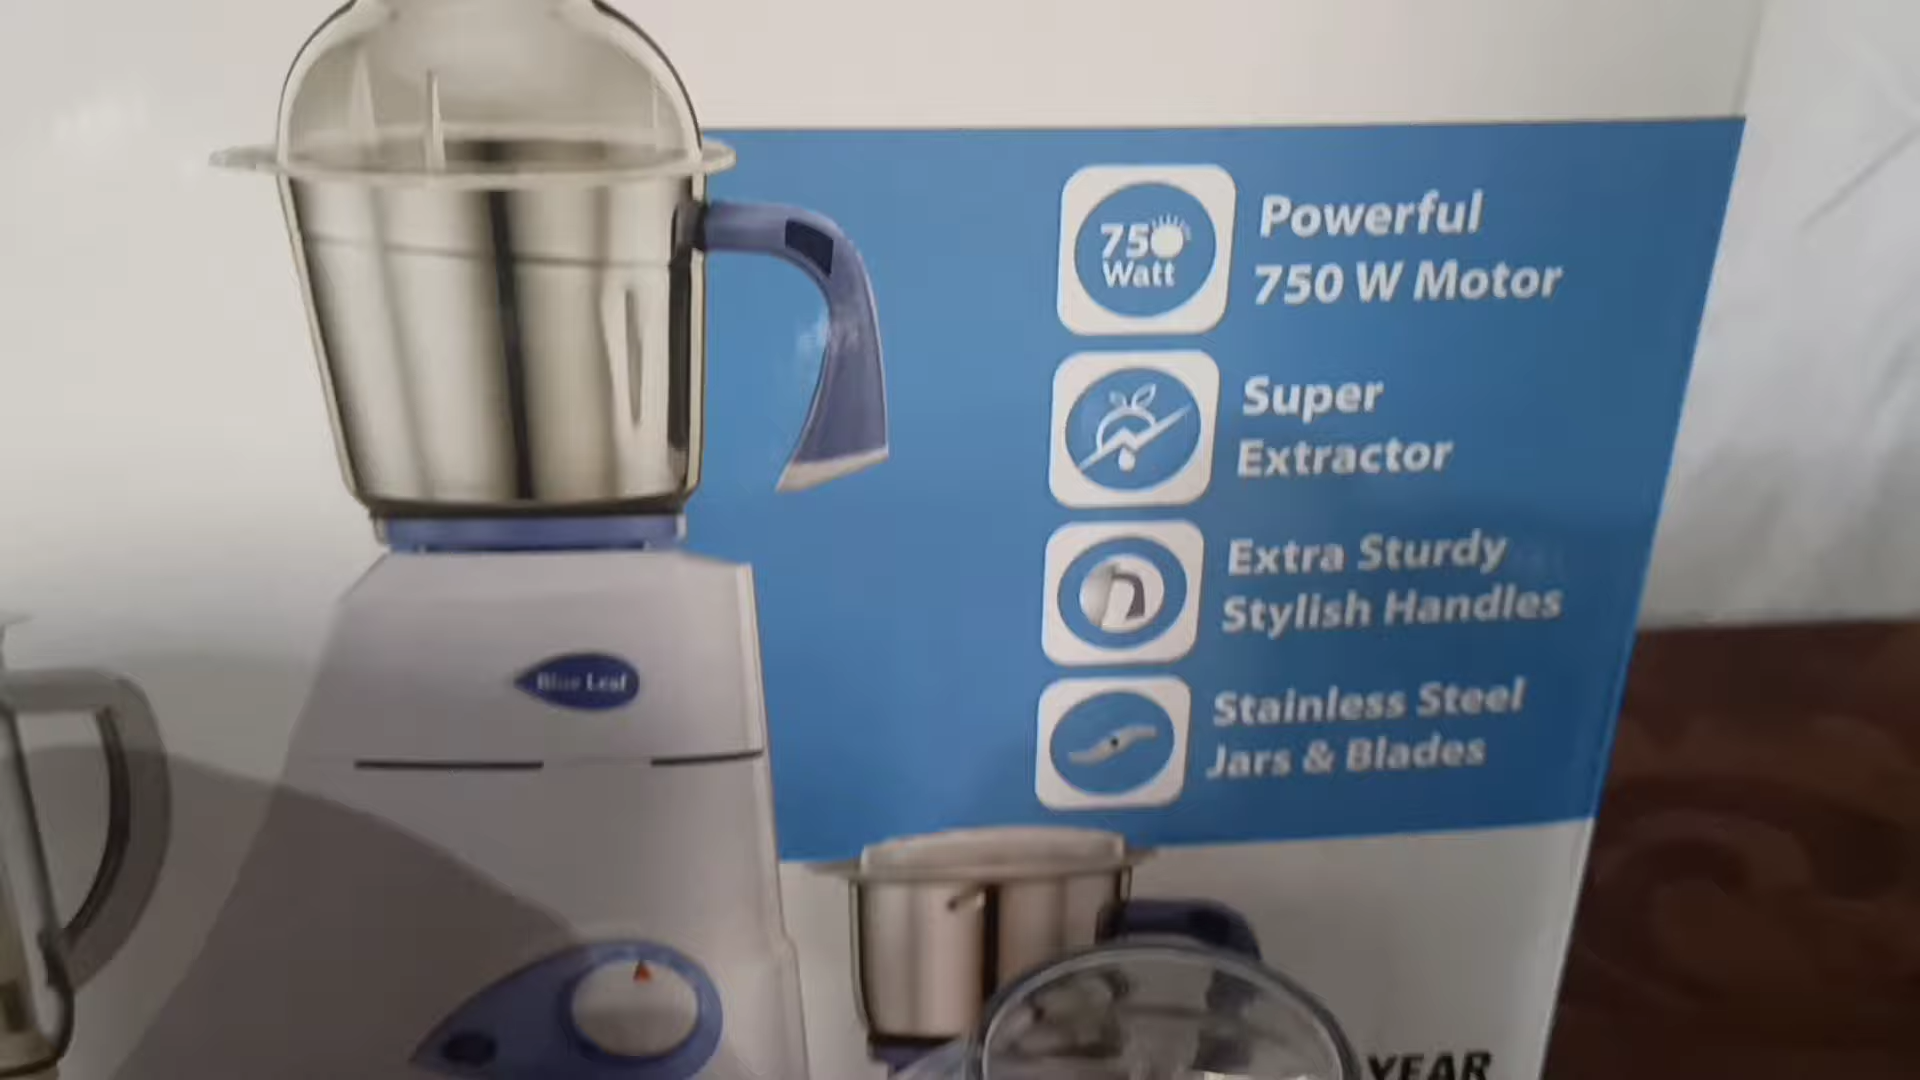 750
Watt
Powerful
750 W Motor
Super
Extractor
Extra Sturdy
Stylish Handles
Stainless Steel
Jars & Blades
Blue Leaf
YEAR